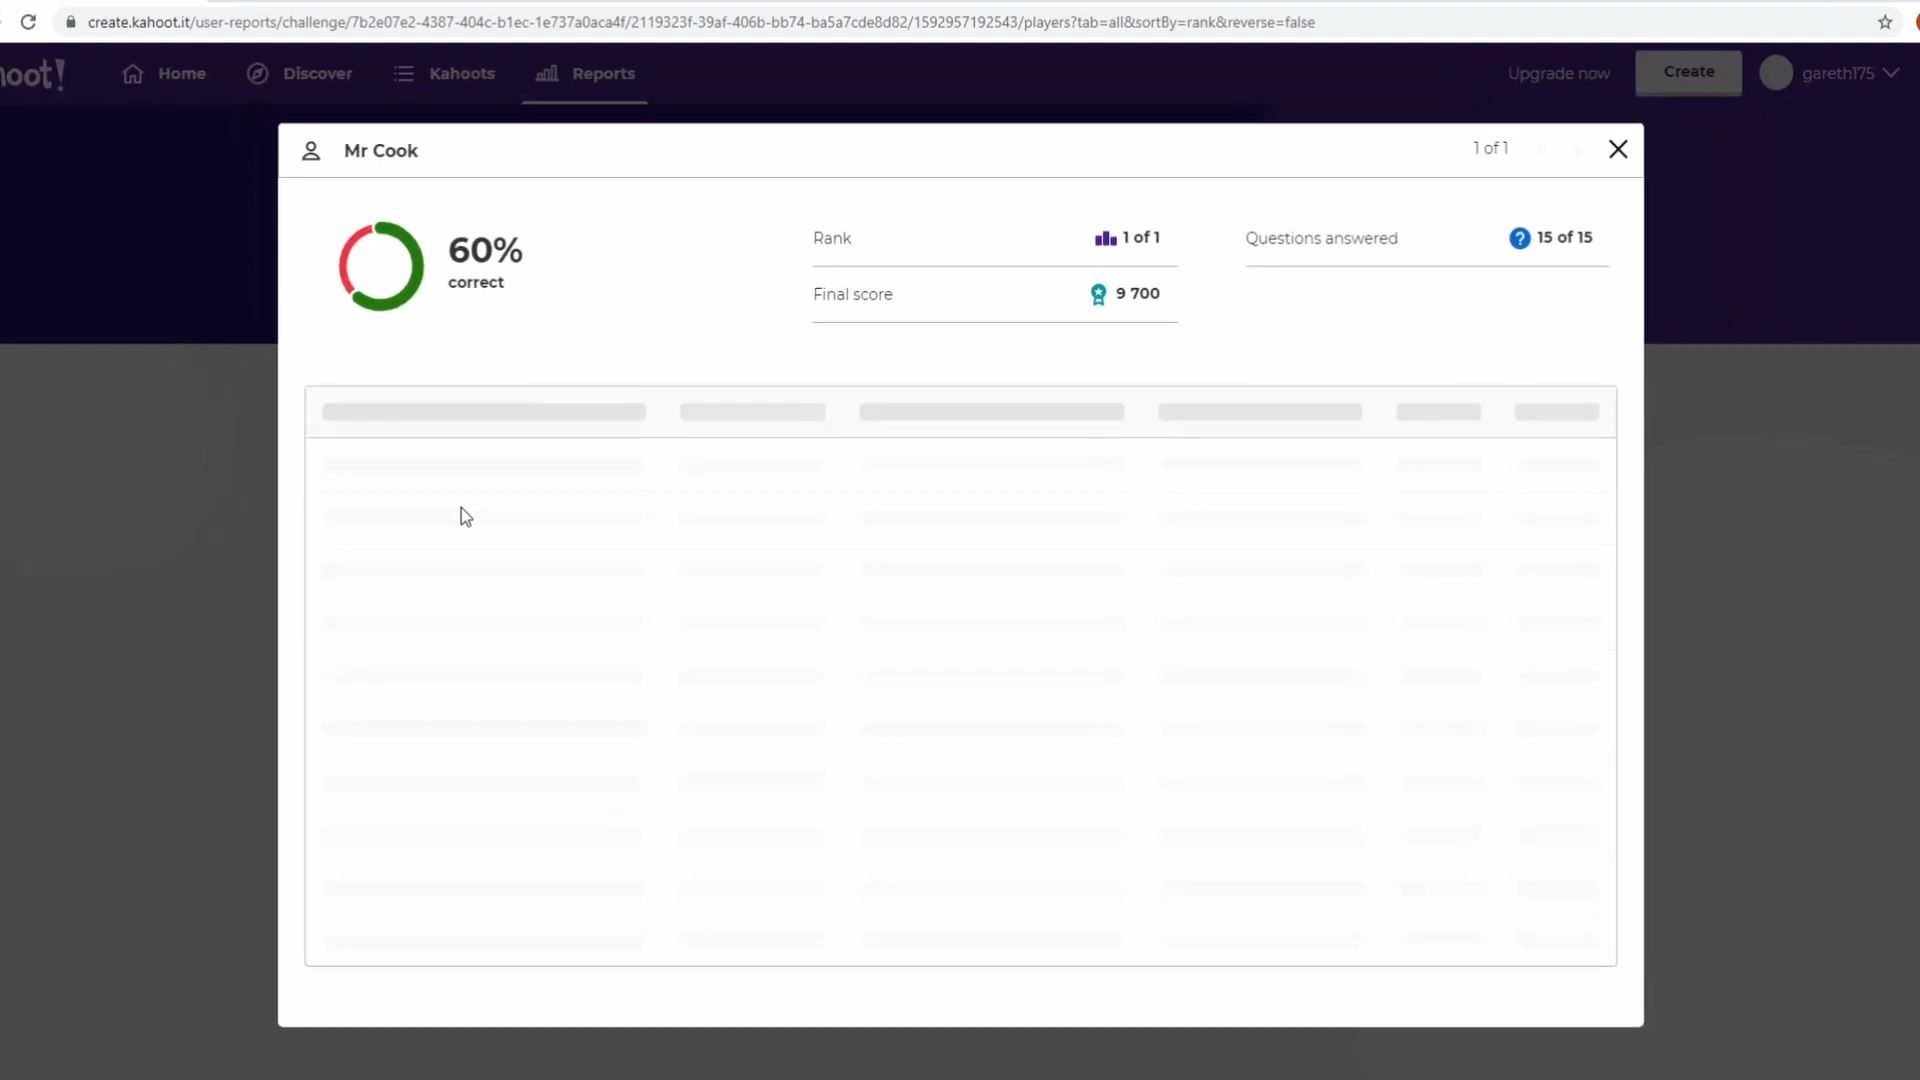 create.kahoot.it/user-reports/challenge/7b2e07e2-4387-404c-b1ec-1e737a0aca4f/2119323f-39af-406b-bb74-ba5a7cde8d82/1592957192543/players?tab=all&sortBy=rank&reverse=false
hoot!
Home
Discover
Kahoots
Reports
Upgrade now
Create
gareth175
Mr Cook
1 of 1
60%
correct
Rank
1 of 1
Questions answered
15 of 15
Final score
9 700